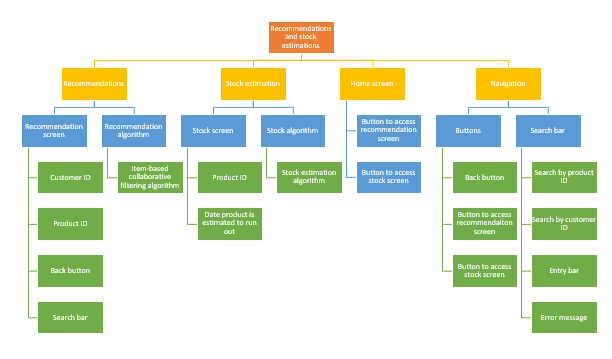 Recommendations
and stock
estimations
Recommendations
Stock estimation
Home screen
Navigation
Recommendation
screen
Recommendation
algorithm
Stock screen
Stock algorithm
Button to access
recommendation
screen
Buttons
Search bar
Customer ID
Item-based
collaborative
filtering algorithm
Product ID
Stock estimation
algorithm
Button to access
stock screen
Back button
Search by product
ID
Product ID
Date product is
estimated to run
out
Button to access
recommendaiton
screen
Search by customer
ID
Back button
Button to access
stock screen
Entry bar
Search bar
Error message